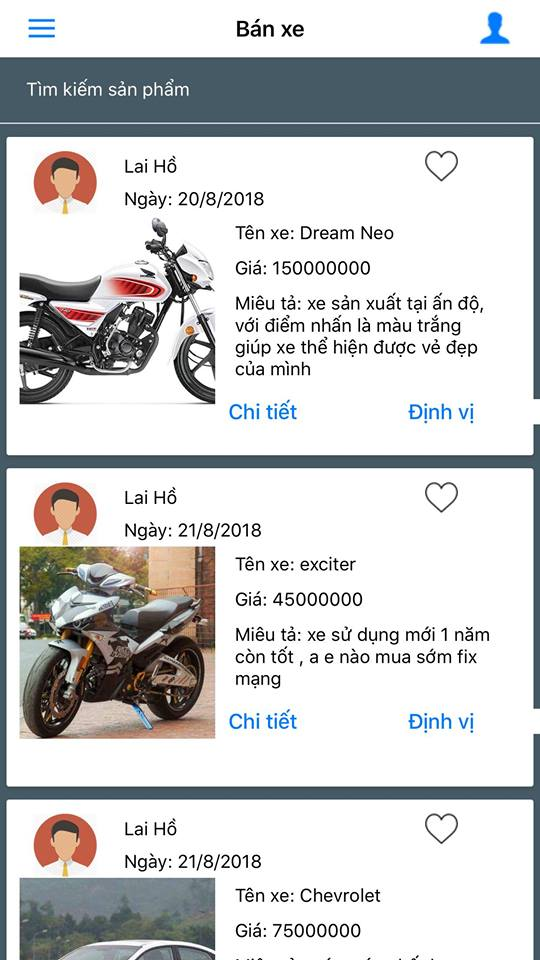 Bán xe
Tìm kiếm sản phẩm
Lai Hồ
Ngày: 20/8/2018
Tên xe: Dream Neo
Giá: 150000000
Miêu tả: xe sản xuất tại ấn độ,
với điểm nhấn là màu trắng
giúp xe thể hiện được vẻ đẹp
của mình
Chi tiết
Định vị
Lai Hồ
Ngày: 21/8/2018
Tên xe: exciter
Giá: 45000000
Miêu tả: xe sử dụng mới 1 năm
còn tốt , a e nào mua sớm fix
mạng
Chi tiết
Định vị
Lai Hồ
Ngày: 21/8/2018
Tên xe: Chevrolet
Giá: 75000000